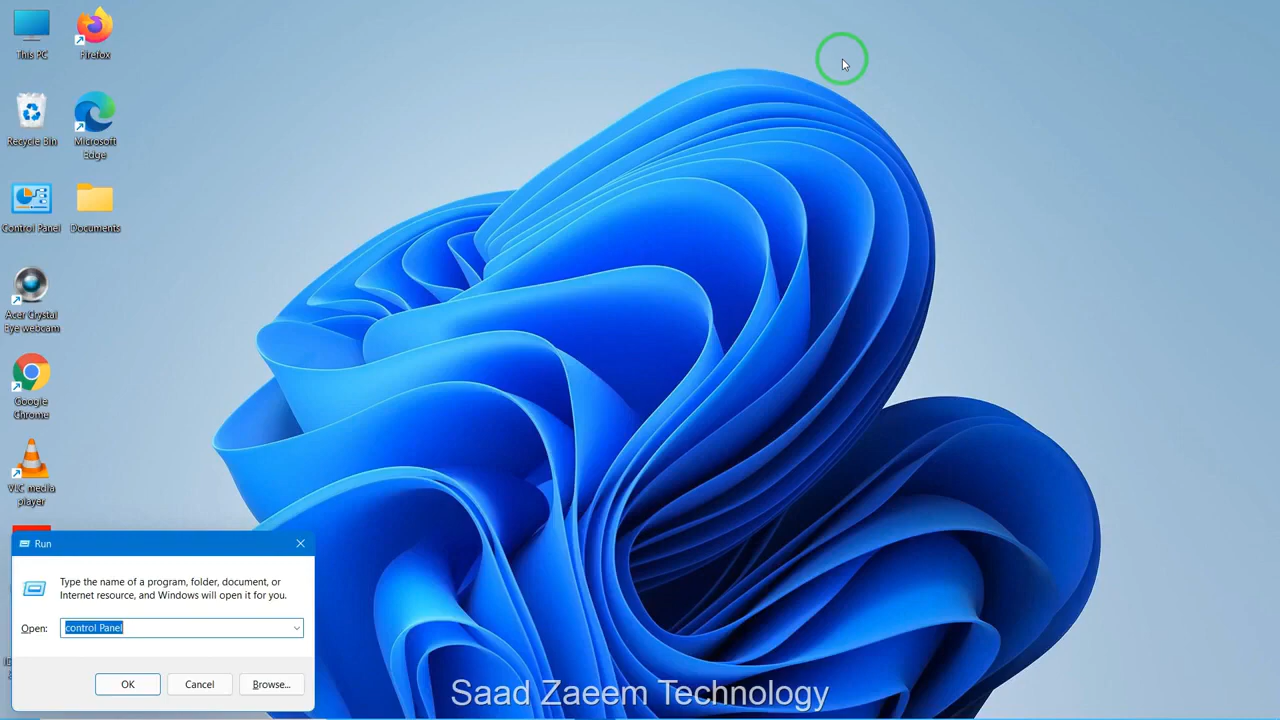 This PC
Firefox
Recycle Bin
Microsoft
Edge
Control Panel
Documents
Acer Crystal
Eye webcam
Google
Chrome
VLC media
player
Run
Type the name of a program, folder, document, or
Internet resource, and Windows will open it for you.
Open:
control Panel
OK
Cancel
Browse...
Saad Zaeem Technology